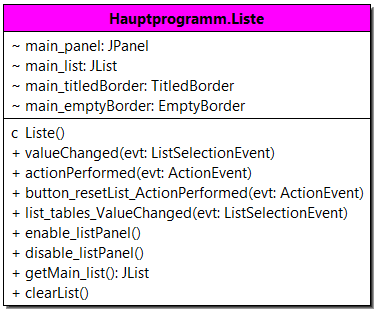 Hauptprogramm.Liste
~ main_panel: JPanel
~ main_list: JList
~ main_titledBorder: TitledBorder
~ main_emptyBorder: EmptyBorder
c Liste()
+ valueChanged(evt: ListSelectionEvent)
+ actionPerformed(evt: ActionEvent)
+ button_resetList_ActionPerformed(evt: ActionEvent)
+ list_tables_ValueChanged(evt: ListSelectionEvent)
+ enable_listPanel()
+ disable_listPanel()
+ getMain_list(): JList
+ clearList()